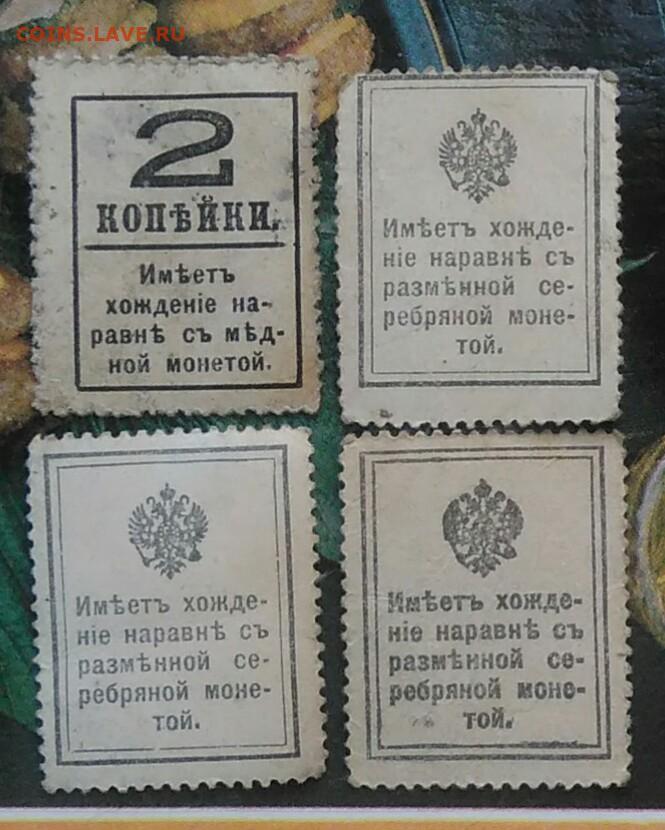 COINS.LAVE.RU
2
КОПѢЙКИ.
Имѣетъ
хожденіе на-
равнѣ съ мѣд-
ной монетой.
Имѣетъ хожде-
ніе наравнѣ съ
размѣнной се-
ребряной моне-
той.
Имѣетъ хожде-
ніе наравнѣ съ
размѣнной се-
ребряной моне-
той.
Имѣетъ хожде-
ніе наравнѣ съ
размѣнной се-
ребряной моне-
той.